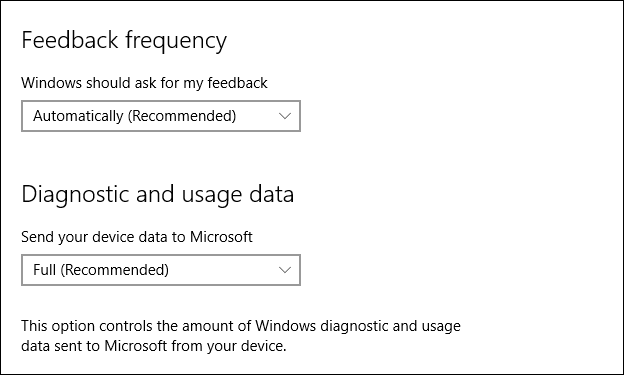 Feedback frequency
Windows should ask for my feedback
Automatically (Recommended)
Diagnostic and usage data
Send your device data to Microsoft
Full (Recommended)
This option controls the amount of Windows diagnostic and usage
data sent to Microsoft from your device.